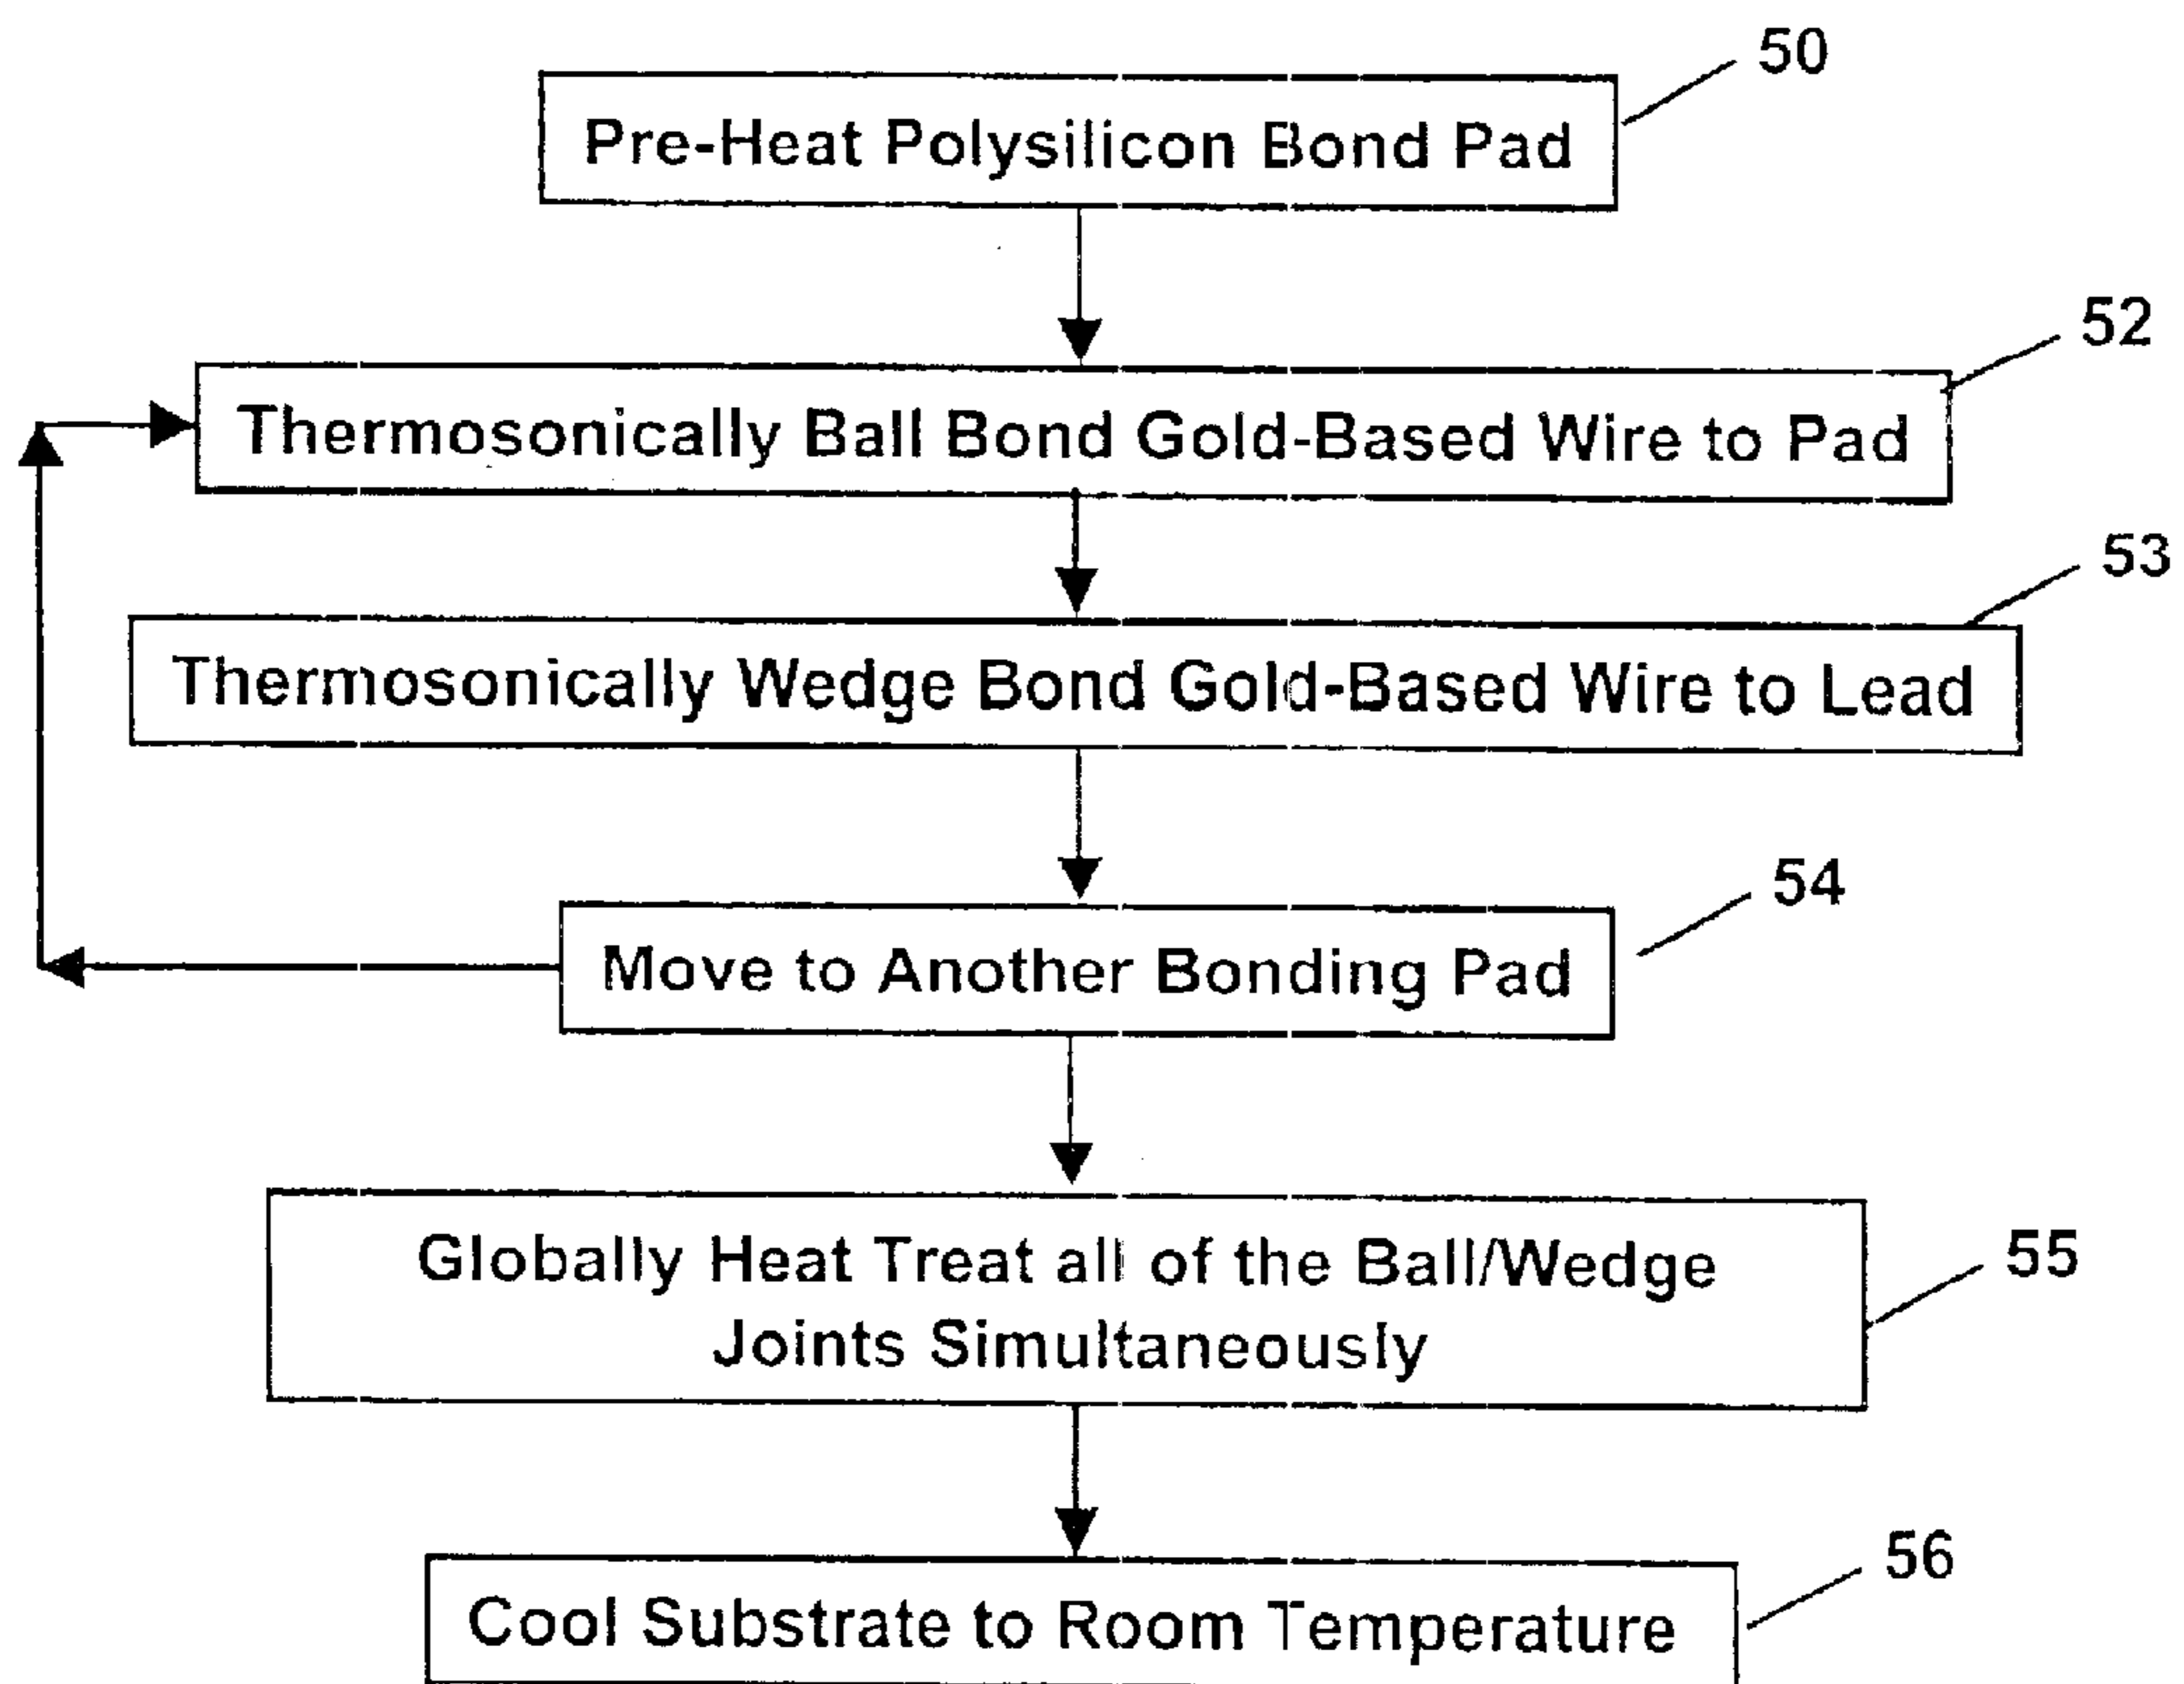 50
Pre-Heat Polysilicon Bond Pad
52
Thermosonically Ball Bond Gold-Based Wire to Pad
53
Thermosonically Wedge Bond Gold-Based Wire to Lead
54
Move to Another Bonding Pad
55
Globally Heat Treat all of the Ball/Wedge
Joints Simultaneously
56
Cool Substrate to Room Temperature